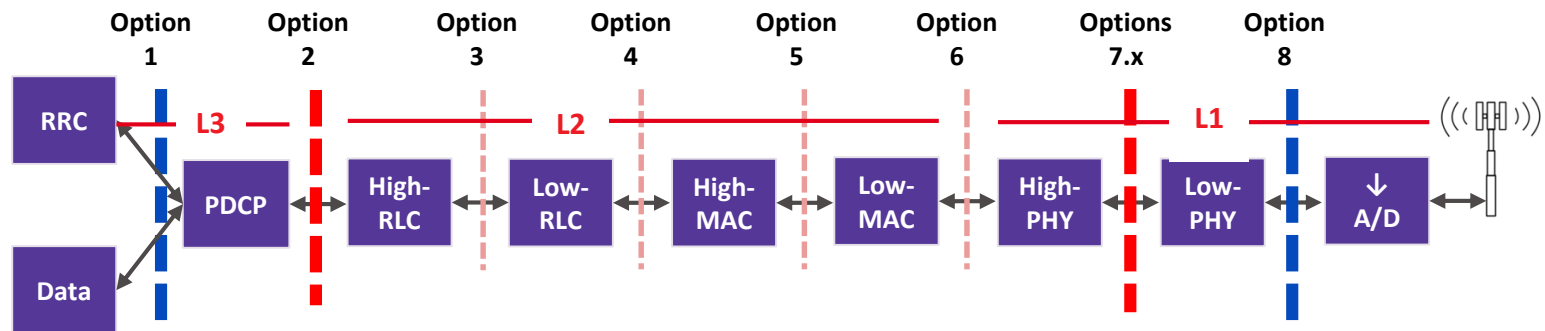 Option
1
Option
2
Option
3
Option
4
Option
5
Option
6
Options
7.x
Option
8
RRC
L3
L2
L1
PDCP
High-
RLC
Low-
RLC
High-
MAC
Low-
MAC
High-
PHY
Low-
PHY
↓
A/D
Data